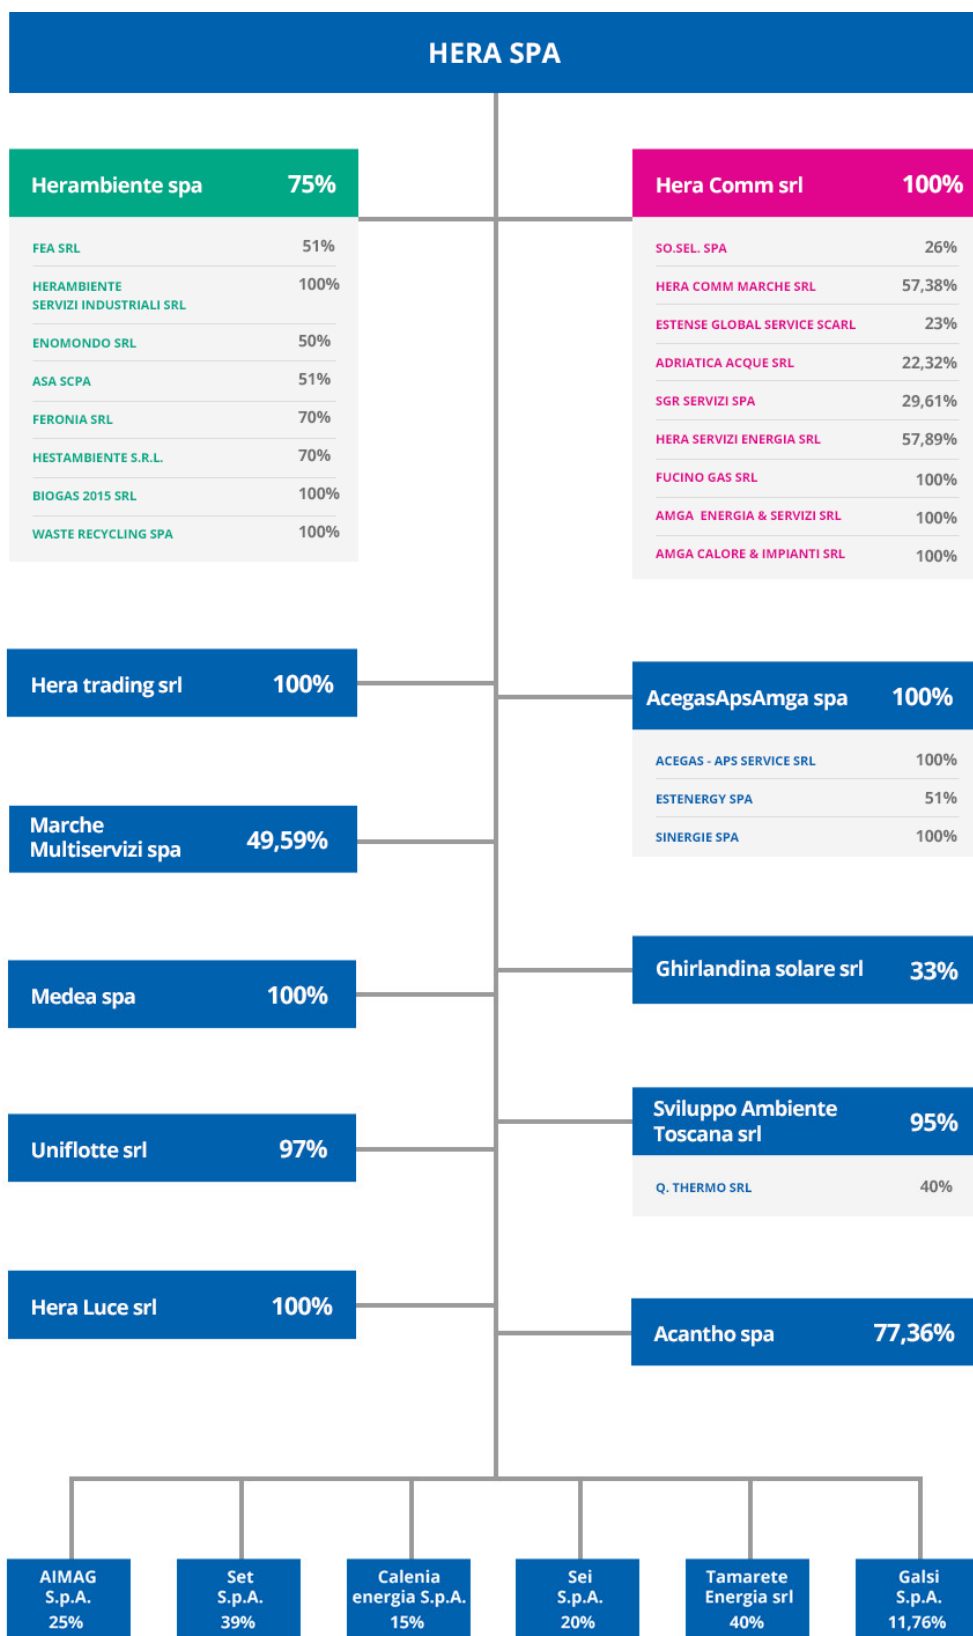 HERA SPA
Herambiente spa 75%
FEA SRL 51%
HERAMBIENTE 100%
SERVIZI INDUSTRIALI SRL
ENOMONDO SRL 50%
ASA SCPA 51%
FERONIA SRL 70%
HESTAMBIENTE S.R.L. 70%
BIOGAS 2015 SRL 100%
WASTE RECYCLING SPA 100%
Hera Comm srl 100%
SO.SEL. SPA 26%
HERA COMM MARCHE SRL 57,38%
ESTENSE GLOBAL SERVICE SCARL 23%
ADRIATICA ACQUE SRL 22,32%
SGR SERVIZI SPA 29,61%
HERA SERVIZI ENERGIA SRL 57,89%
FUCINO GAS SRL 100%
AMGA ENERGIA & SERVIZI SRL 100%
AMGA CALORE & IMPIANTI SRL 100%
Hera trading srl 100%
AcegasApsAmga spa 100%
ACEGAS - APS SERVICE SRL 100%
ESTENERGY SPA 51%
SINERGIE SPA 100%
Marche
Multiservizi spa 49,59%
Medea spa 100%
Ghirlandina solare srl 33%
Uniflotte srl 97%
Sviluppo Ambiente
Toscana srl 95%
Q. THERMO SRL 40%
Hera Luce srl 100%
Acantho spa 77,36%
AIMAG
S.p.A.
25%
Set
S.p.A.
39%
Calenia
energia S.p.A.
15%
Sei
S.p.A.
20%
Tamarete
Energia srl
40%
Galsi
S.p.A.
11,76%